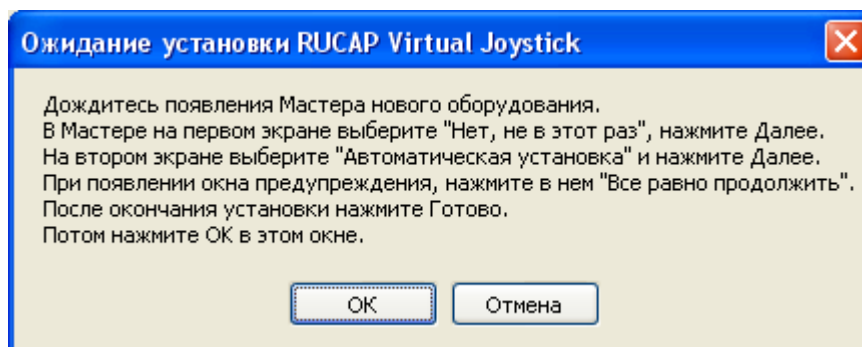 Ожидание установки RUCAP Virtual Joystick
Дождитесь появления Мастера нового оборудования.
В Мастере на первом экране выберите "Нет, не в этот раз", нажмите Далее.
На втором экране выберите "Автоматическая установка" и нажмите Далее.
При появлении окна предупреждения, нажмите в нем "Все равно продолжить".
После окончания установки нажмите Готово.
Потом нажмите ОК в этом окне.
ОК
Отмена